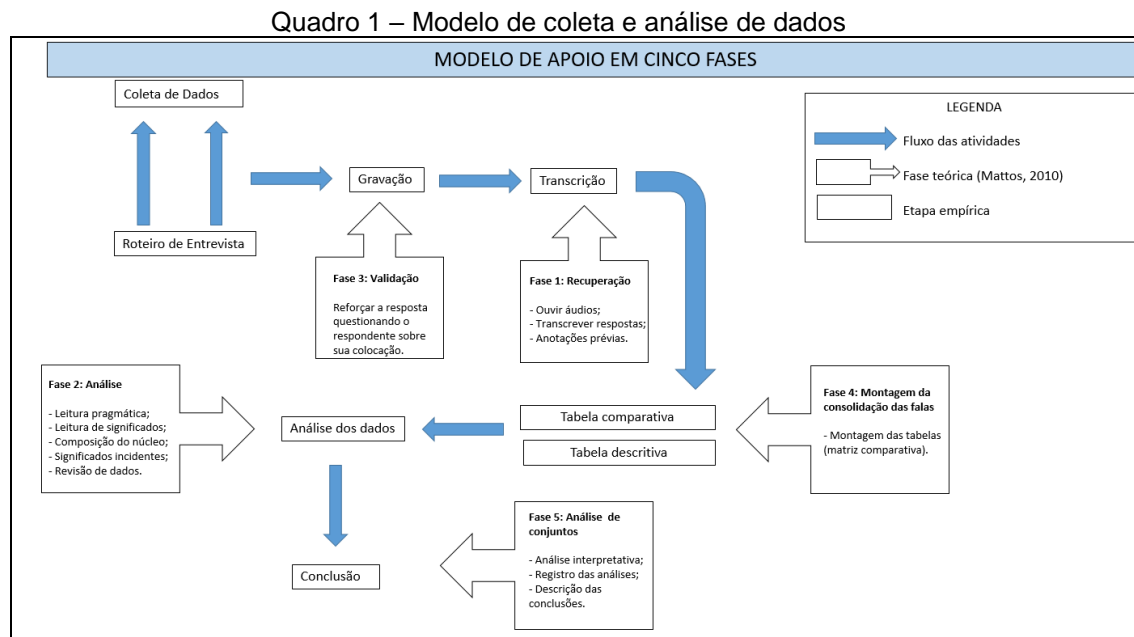 Quadro 1 – Modelo de coleta e análise de dados
MODELO DE APOIO EM CINCO FASES
Coleta de Dados
Roteiro de Entrevista
Gravação
Transcrição
LEGENDA
Fluxo das atividades
Fase teórica (Mattos, 2010)
Etapa empírica
Fase 3: Validação
Reforçar a resposta
questionando o
respondente sobre
sua colocação.
Fase 1: Recuperação
- Ouvir áudios;
- Transcrever respostas;
- Anotações prévias.
Fase 2: Análise
- Leitura pragmática;
- Leitura de significados;
- Composição do núcleo;
- Significados incidentes;
- Revisão de dados.
Análise dos dados
Tabela comparativa
Tabela descritiva
Fase 4: Montagem da
consolidação das falas
- Montagem das tabelas
(matriz comparativa).
Conclusão
Fase 5: Análise de
conjuntos
- Análise interpretativa;
- Registro das análises;
- Descrição das
conclusões.